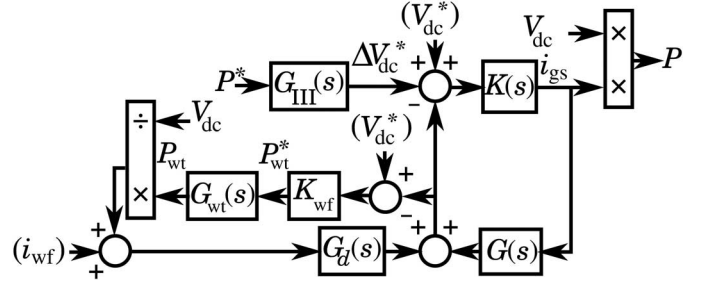 (V_dc*)
V_dc ×
P* G_III(s) ΔV_dc* + + K(s) i_gs × P
-
÷ V_dc (V_dc*)
P_wt P_wt* +
× G_wt(s) K_wf -
+ + +
(i_wf) G_d(s) G(s)
+